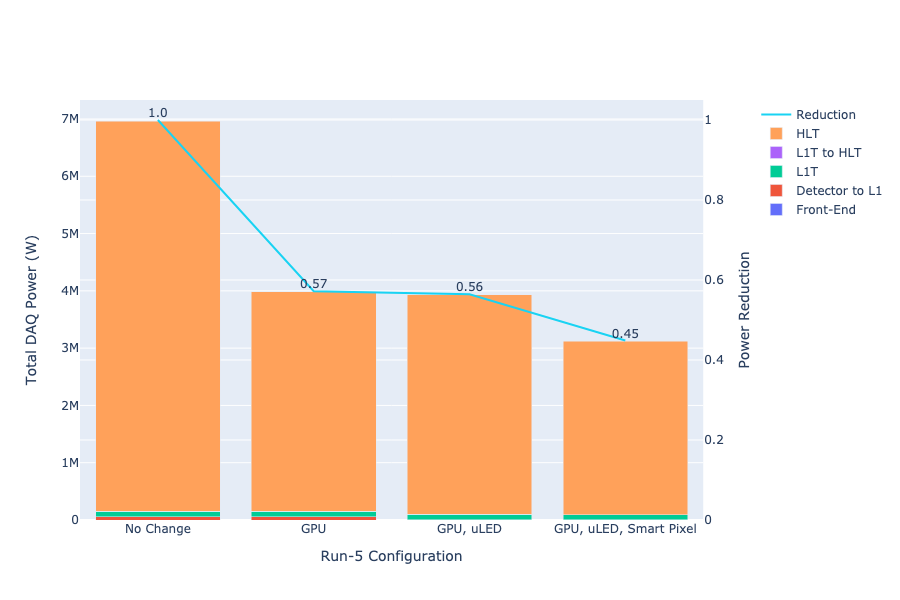 7M
6M
5M
4M
3M
2M
1M
0
Total DAQ Power (W)
1.0
0.57
0.56
0.45
1
0.8
0.6
0.4
0.2
0
Power Reduction
No Change
GPU
GPU, uLED
GPU, uLED, Smart Pixel
Run-5 Configuration
Reduction
HLT
L1T to HLT
L1T
Detector to L1
Front-End